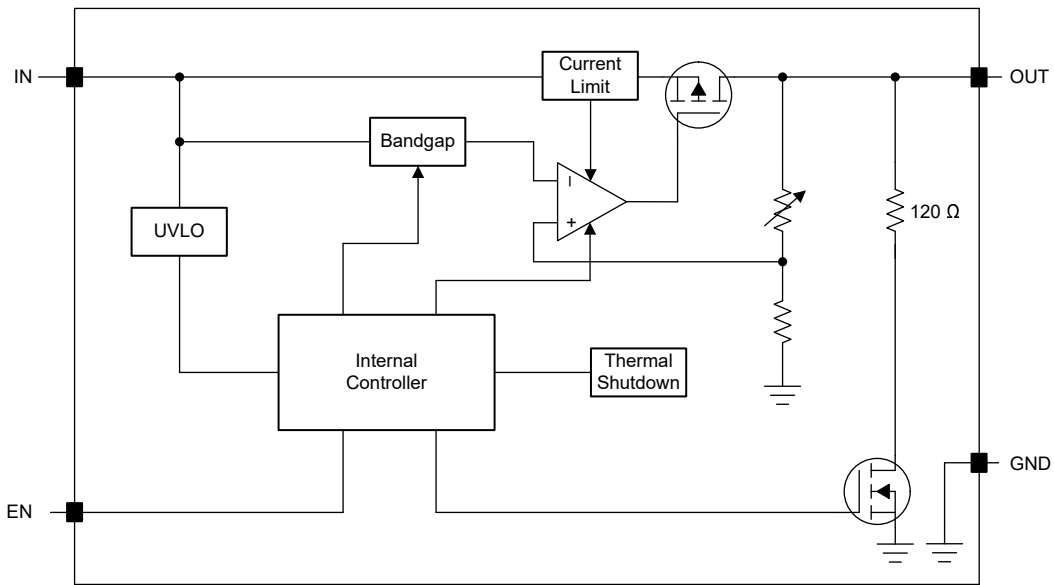 IN
Current
Limit
OUT
Bandgap
–
+
UVLO
120 Ω
Internal
Controller
Thermal
Shutdown
GND
EN